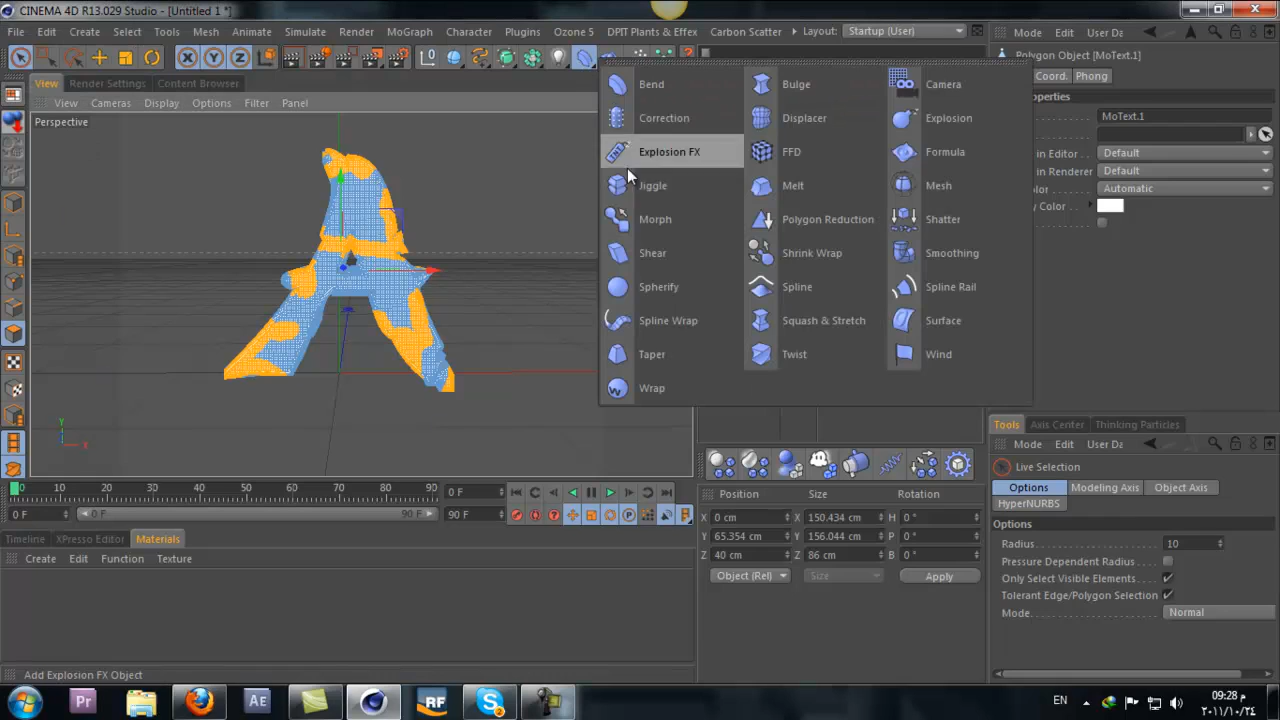 CINEMA 4D R13.029 Studio - [Untitled 1 *]
File Edit Create Select Tools Mesh Animate Simulate Render MoGraph Character Plugins Ozone 5 DPIT Plants & Effex Carbon Scatter Layout: Startup (User)
File Edit User Da
X Y Z
View Render Settings Content Browser
View Cameras Display Options Filter Panel
Perspective
Bend Bulge Camera
Correction Displacer Explosion
Explosion FX FFD Formula
Jiggle Melt Mesh
Morph Polygon Reduction Shatter
Shear Shrink Wrap Smoothing
Spherify Spline Spline Rail
Spline Wrap Squash & Stretch Surface
Taper Twist Wind
Wrap
Polygon Object [MoText.1]
Coord. Phong
MoText.1
in Editor Default
in Renderer Default
Automatic
Y
X
0 10 20 30 40 50 60 70 80 90 0 F
0 F 0 F 90 F 90 F
Timeline XPresso Editor Materials
Create Edit Function Texture
Position Size Rotation
X 0 cm X 150.434 cm H 0 °
Y 65.354 cm Y 156.044 cm P 0 °
Z 40 cm Z 86 cm B 0 °
Object (Rel) Size Apply
Tools Axis Center Thinking Particles
Mode Edit User Da
Live Selection
Options Modeling Axis Object Axis
HyperNURBS
Options
Radius 10
Pressure Dependent Radius
Only Select Visible Elements
Tolerant Edge/Polygon Selection
Mode Normal
Add Explosion FX Object
Pr Ae RF 2
EN 09:28 م
٢٠١١/١٠/٢٤